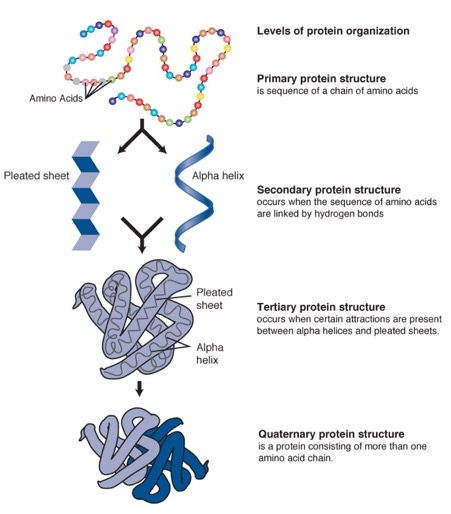 Levels of protein organization
Primary protein structure
is sequence of a chain of amino acids
Amino Acids
Pleated sheet
Alpha helix
Secondary protein structure
occurs when the sequence of amino acids
are linked by hydrogen bonds
Pleated
sheet
Alpha
helix
Tertiary protein structure
occurs when certain attractions are present
between alpha helices and pleated sheets.
Quaternary protein structure
is a protein consisting of more than one
amino acid chain.